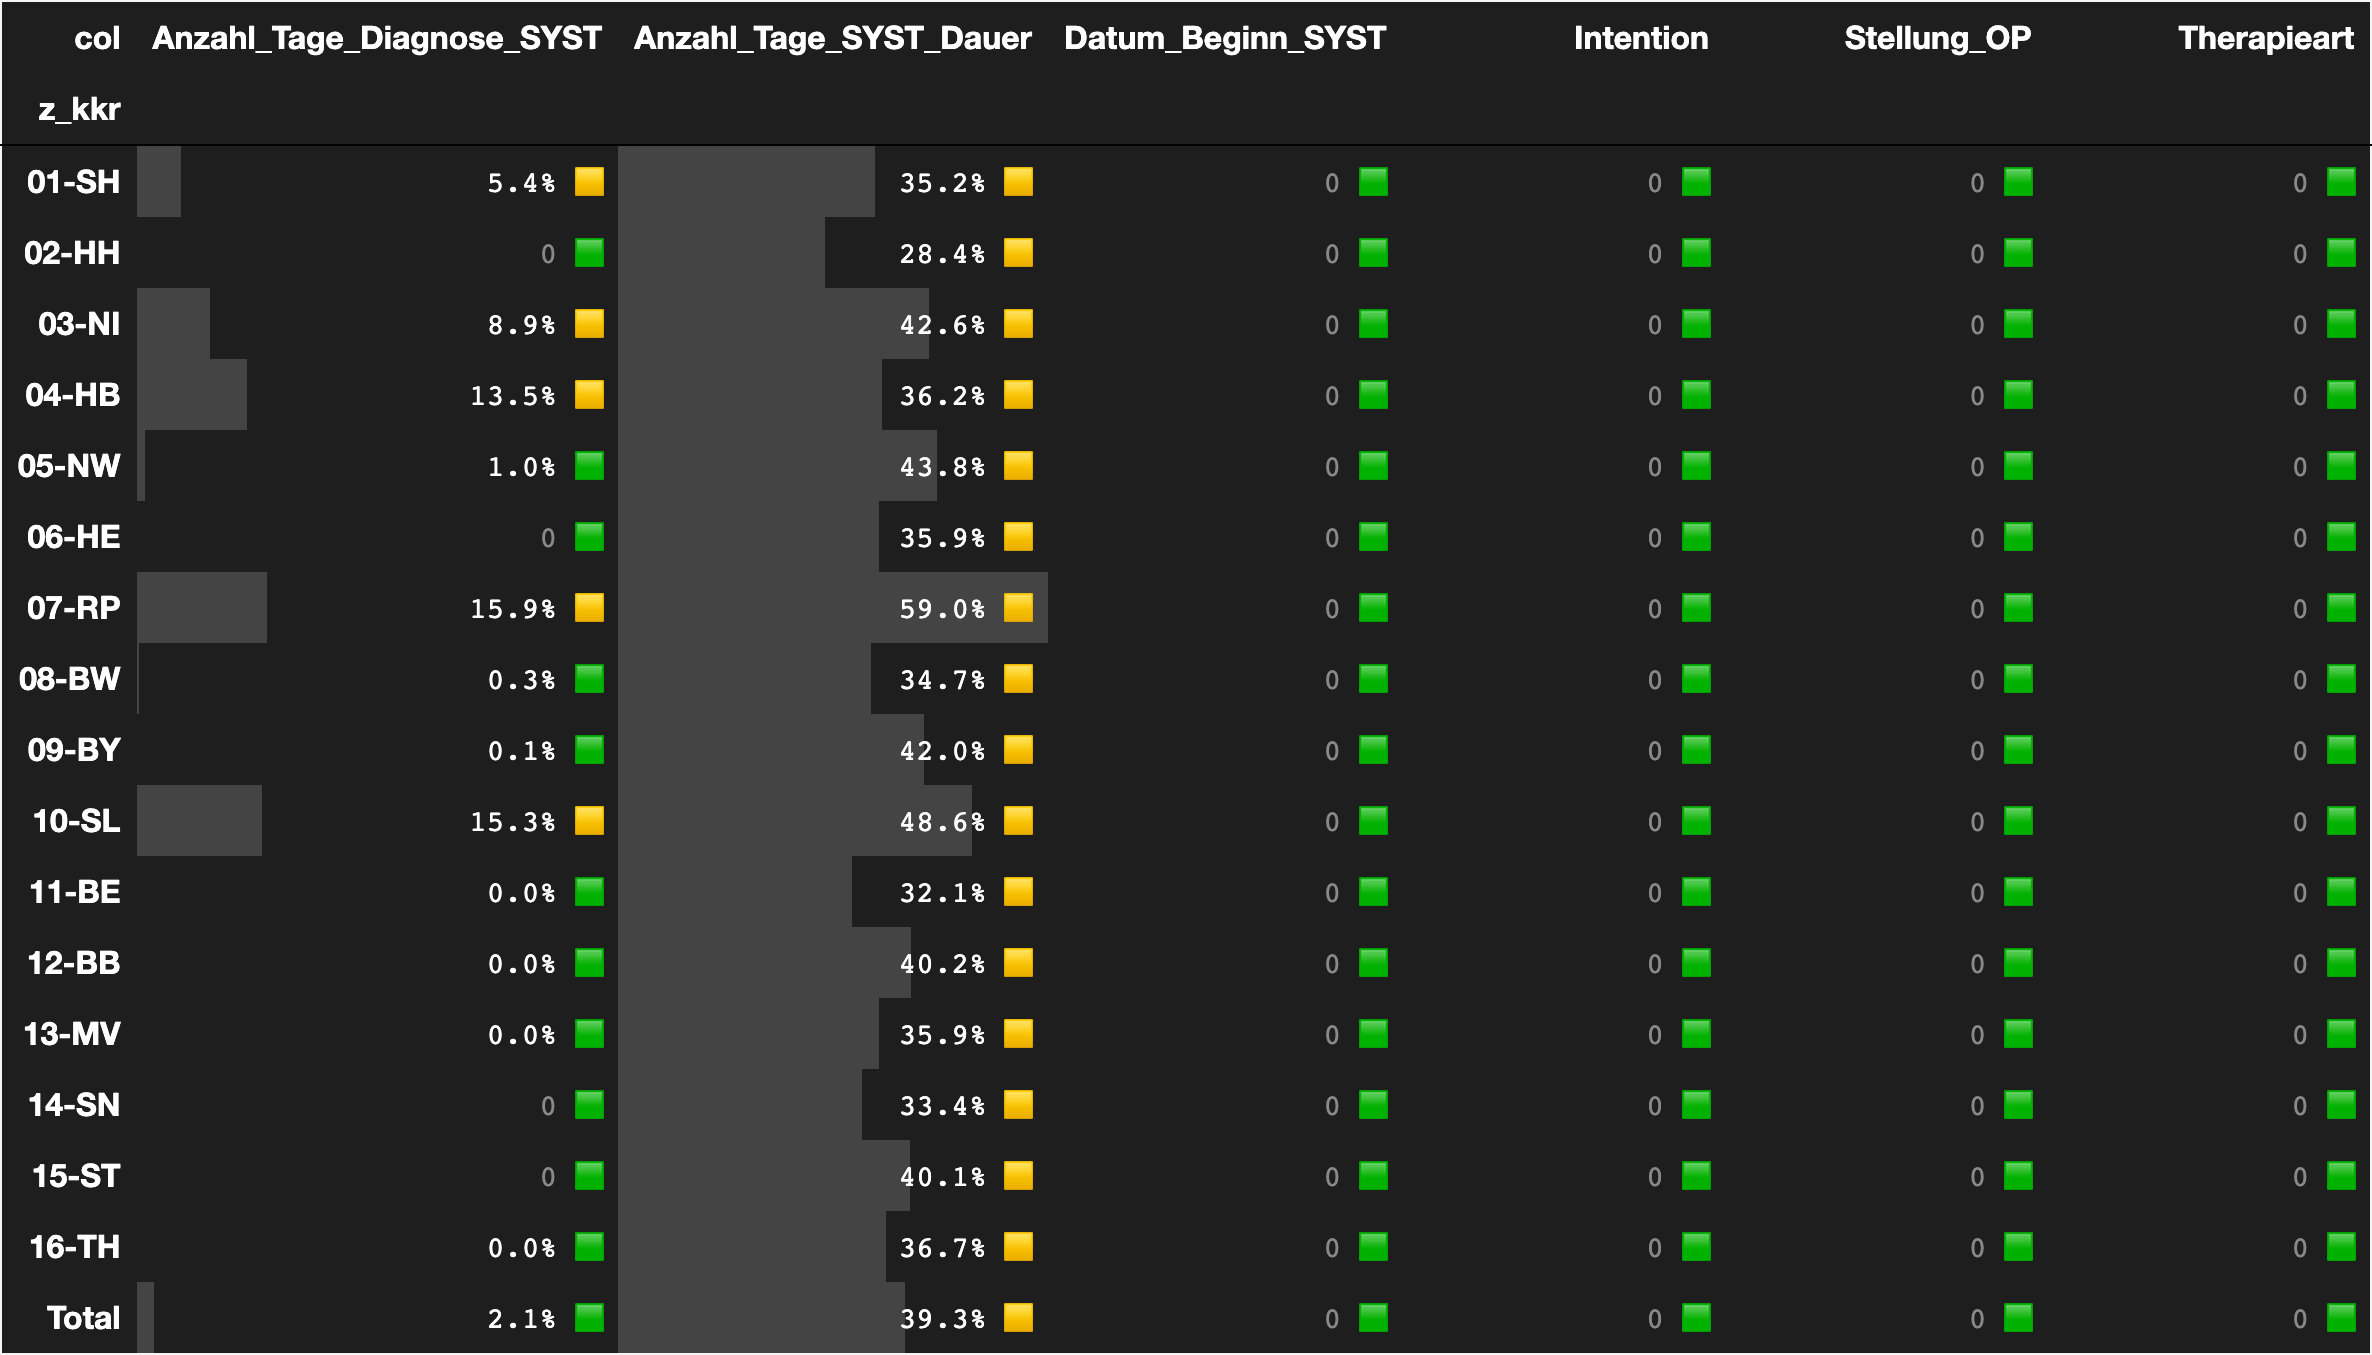 col Anzahl_Tage_Diagnose_SYST Anzahl_Tage_SYST_Dauer Datum_Beginn_SYST Intention Stellung_OP Therapieart
z_kkr
01-SH 5.4% 35.2% 0 0 0 0
02-HH 0 28.4% 0 0 0 0
03-NI 8.9% 42.6% 0 0 0 0
04-HB 13.5% 36.2% 0 0 0 0
05-NW 1.0% 43.8% 0 0 0 0
06-HE 0 35.9% 0 0 0 0
07-RP 15.9% 59.0% 0 0 0 0
08-BW 0.3% 34.7% 0 0 0 0
09-BY 0.1% 42.0% 0 0 0 0
10-SL 15.3% 48.6% 0 0 0 0
11-BE 0.0% 32.1% 0 0 0 0
12-BB 0.0% 40.2% 0 0 0 0
13-MV 0.0% 35.9% 0 0 0 0
14-SN 0 33.4% 0 0 0 0
15-ST 0 40.1% 0 0 0 0
16-TH 0.0% 36.7% 0 0 0 0
Total 2.1% 39.3% 0 0 0 0